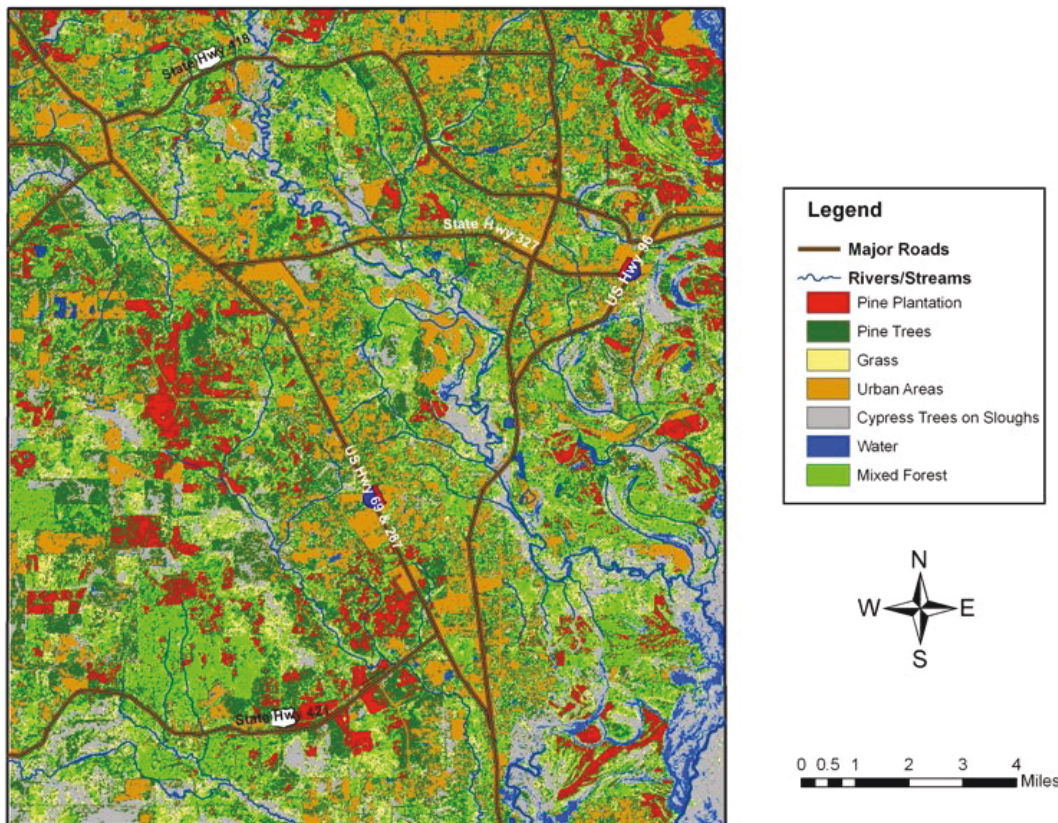 State Hwy 418
State Hwy 327
US Hwy 96
US Hwy 69 & 287
State Hwy 421
Legend
Major Roads
Rivers/Streams
Pine Plantation
Pine Trees
Grass
Urban Areas
Cypress Trees on Sloughs
Water
Mixed Forest
N
W E
S
0 0.5 1 2 3 4
Miles